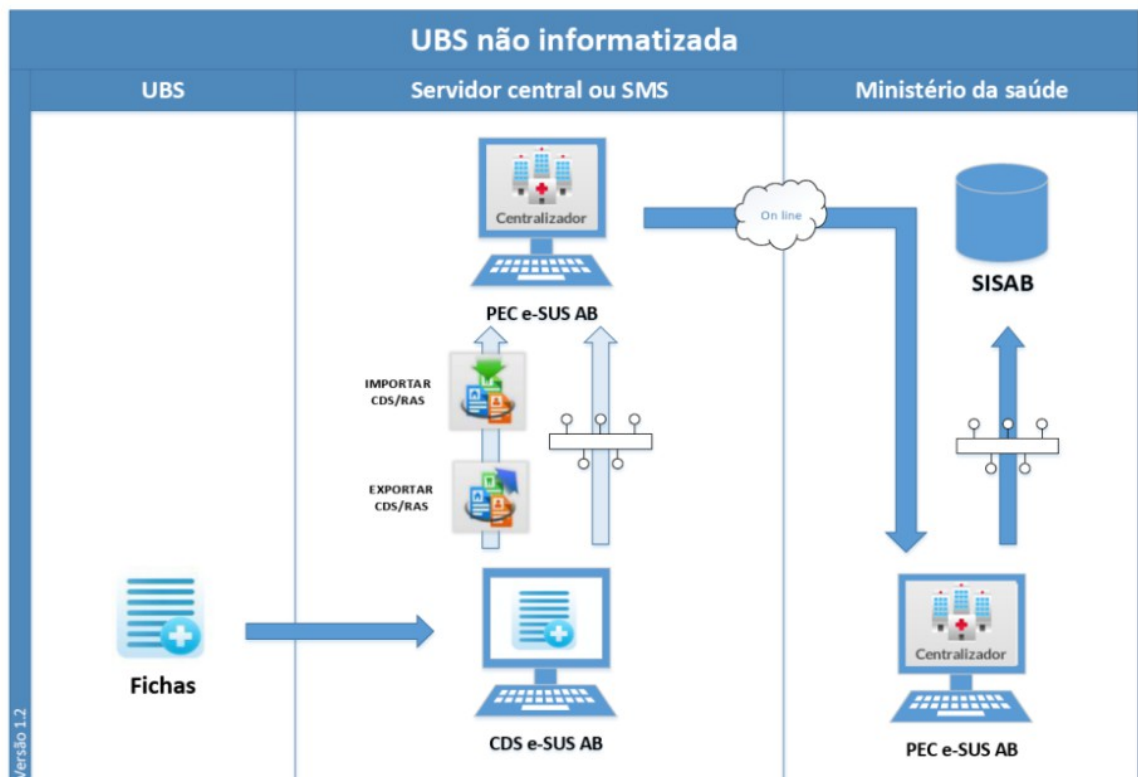 UBS não informatizada
UBS
Servidor central ou SMS
Ministério da saúde
Centralizador
On line
PEC e-SUS AB
SISAB
IMPORTAR
CDS/RAS
EXPORTAR
CDS/RAS
Fichas
CDS e-SUS AB
Centralizador
PEC e-SUS AB
Versão 1.2